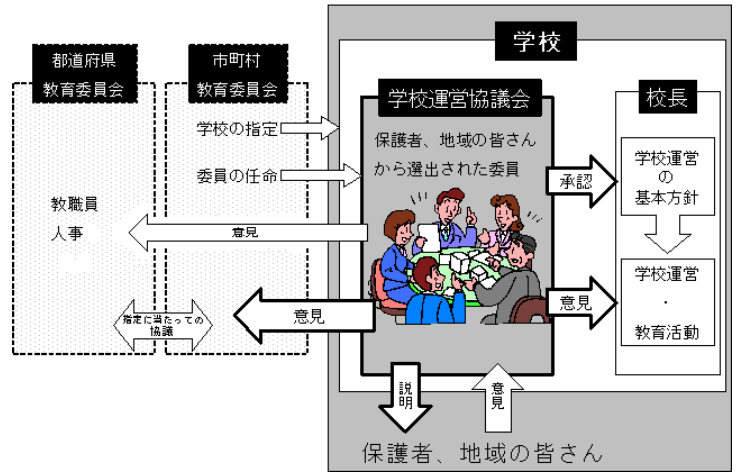 学校
都道府県
教育委員会
市町村
教育委員会
学校運営協議会
校長
学校の指定
委員の任命
保護者、地域の皆さん
から選出された委員
承認
学校運営
の
基本方針
教職員
人事
意見
意見
意見
学校運営
・
教育活動
指定に当たっての
協議
説明
意見
保護者、地域の皆さん